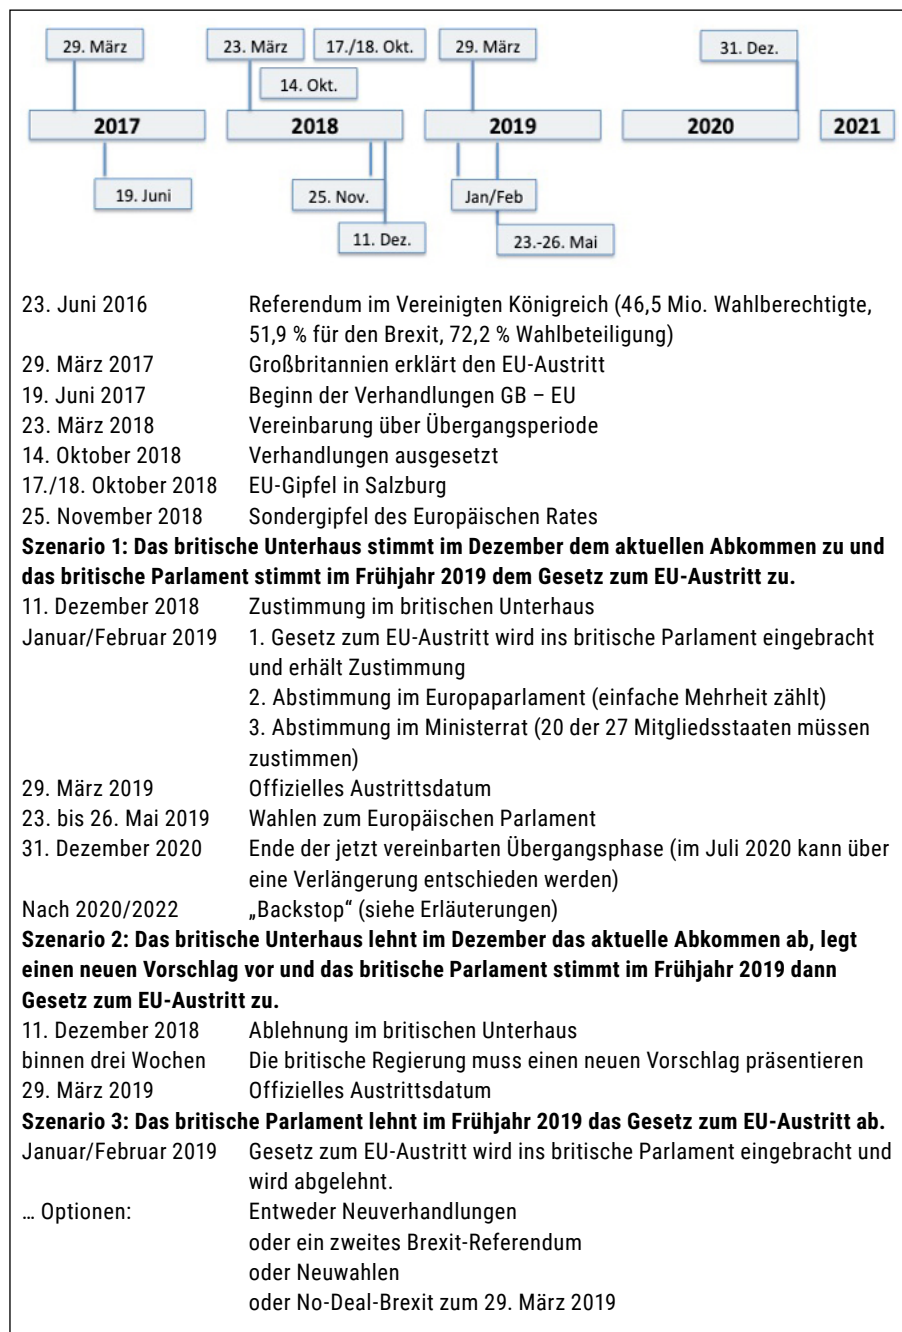 29. März
23. März
17./18. Okt.
29. März
31. Dez.
14. Okt.
2017
2018
2019
2020
2021
19. Juni
25. Nov.
Jan/Feb
11. Dez.
23.-26. Mai
23. Juni 2016 Referendum im Vereinigten Königreich (46,5 Mio. Wahlberechtigte,
51,9 % für den Brexit, 72,2 % Wahlbeteiligung)
29. März 2017 Großbritannien erklärt den EU-Austritt
19. Juni 2017 Beginn der Verhandlungen GB – EU
23. März 2018 Vereinbarung über Übergangsperiode
14. Oktober 2018 Verhandlungen ausgesetzt
17./18. Oktober 2018 EU-Gipfel in Salzburg
25. November 2018 Sondergipfel des Europäischen Rates
Szenario 1: Das britische Unterhaus stimmt im Dezember dem aktuellen Abkommen zu und
das britische Parlament stimmt im Frühjahr 2019 dem Gesetz zum EU-Austritt zu.
11. Dezember 2018 Zustimmung im britischen Unterhaus
Januar/Februar 2019 1. Gesetz zum EU-Austritt wird ins britische Parlament eingebracht
und erhält Zustimmung
2. Abstimmung im Europaparlament (einfache Mehrheit zählt)
3. Abstimmung im Ministerrat (20 der 27 Mitgliedsstaaten müssen
zustimmen)
29. März 2019 Offizielles Austrittsdatum
23. bis 26. Mai 2019 Wahlen zum Europäischen Parlament
31. Dezember 2020 Ende der jetzt vereinbarten Übergangsphase (im Juli 2020 kann über
eine Verlängerung entschieden werden)
Nach 2020/2022 „Backstop“ (siehe Erläuterungen)
Szenario 2: Das britische Unterhaus lehnt im Dezember das aktuelle Abkommen ab, legt
einen neuen Vorschlag vor und das britische Parlament stimmt im Frühjahr 2019 dann
Gesetz zum EU-Austritt zu.
11. Dezember 2018 Ablehnung im britischen Unterhaus
binnen drei Wochen Die britische Regierung muss einen neuen Vorschlag präsentieren
29. März 2019 Offizielles Austrittsdatum
Szenario 3: Das britische Parlament lehnt im Frühjahr 2019 das Gesetz zum EU-Austritt ab.
Januar/Februar 2019 Gesetz zum EU-Austritt wird ins britische Parlament eingebracht und
wird abgelehnt.
… Optionen: Entweder Neuverhandlungen
oder ein zweites Brexit-Referendum
oder Neuwahlen
oder No-Deal-Brexit zum 29. März 2019